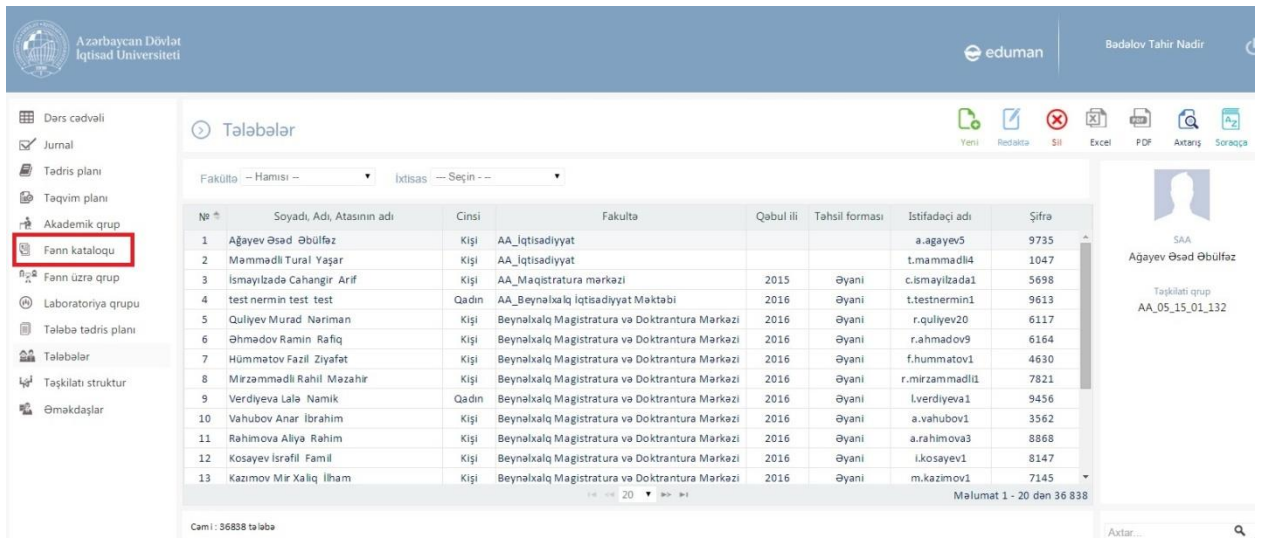 Azərbaycan Dövlət
İqtisad Universiteti
eduman
Bədəlov Tahir Nadir
Dərs cədvəli
Jurnal
Tədris planı
Təqvim planı
Akademik qrup
Fənn kataloqu
Fənn üzrə qrup
Laboratoriya qrupu
Tələbə tədris planı
Tələbələr
Təşkilatı struktur
Əməkdaşlar
Tələbələr
Yeni Redaktə Sil Excel PDF Axtarış Soraqça
Fakültə -- Hamısı -- İxtisas --- Seçin - --
№ Soyadı, Adı, Atasının adı Cinsi Fakultə Qəbul ili Təhsil forması İstifadəçi adı Şifrə
1 Ağayev Əsəd Əbülfəz Kişi AA_İqtisadiyyat a.agayev5 9735
2 Məmmədli Tural Yaşar Kişi AA_İqtisadiyyat t.mammadli4 1047
3 İsmayılzadə Cahangir Arif Kişi AA_Maqistratura mərkəzi 2015 Əyani c.ismayilzada1 5698
4 test nermin test test Qadın AA_Beynəlxalq İqtisadiyyat Məktəbi 2016 Əyani t.testnermin1 9613
5 Quliyev Murad Nəriman Kişi Beynəlxalq Magistratura və Doktrantura Mərkəzi 2016 Əyani r.quliyev20 6117
6 Əhmədov Ramin Rafiq Kişi Beynəlxalq Magistratura və Doktrantura Mərkəzi 2016 Əyani r.ahmadov9 6164
7 Hümmətov Fazil Ziyafət Kişi Beynəlxalq Magistratura və Doktrantura Mərkəzi 2016 Əyani f.hummatov1 4630
8 Mirzəmmədli Rahil Məzahir Kişi Beynəlxalq Magistratura və Doktrantura Mərkəzi 2016 Əyani r.mirzammadli1 7821
9 Verdiyeva Lalə Namik Qadın Beynəlxalq Magistratura və Doktrantura Mərkəzi 2016 Əyani l.verdiyeva1 9456
10 Vahubov Anar İbrahim Kişi Beynəlxalq Magistratura və Doktrantura Mərkəzi 2016 Əyani a.vahubov1 3562
11 Rəhimova Aliyə Rəhim Kişi Beynəlxalq Magistratura və Doktrantura Mərkəzi 2016 Əyani a.rahimova3 8868
12 Kosayev İsrəfil Famil Kişi Beynəlxalq Magistratura və Doktrantura Mərkəzi 2016 Əyani i.kosayev1 8147
13 Kazımov Mir Xaliq İlham Kişi Beynəlxalq Magistratura və Doktrantura Mərkəzi 2016 Əyani m.kazimov1 7145
20 Məlumat 1 - 20 dən 36 838
Cəmi : 36838 tələbə
SAA
Ağayev Əsəd Əbülfəz
Təşkilati qrup
AA_05_15_01_132
Axtar...